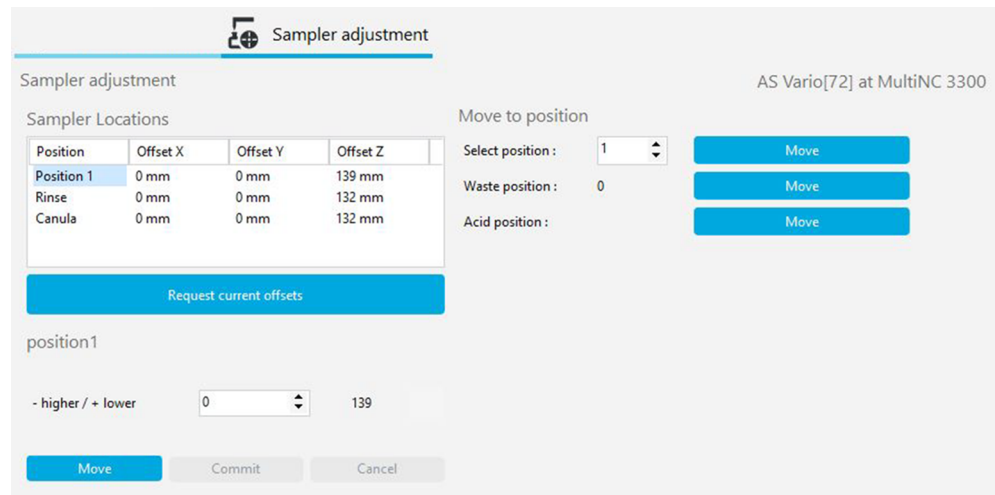 Sampler adjustment
Sampler adjustment
AS Vario[72] at MultiNC 3300
Sampler Locations
Position Offset X Offset Y Offset Z
Position 1 0 mm 0 mm 139 mm
Rinse 0 mm 0 mm 132 mm
Canula 0 mm 0 mm 132 mm
Request current offsets
position1
- higher / + lower 0 139
Move Commit Cancel
Move to position
Select position : 1 Move
Waste position : 0 Move
Acid position : Move